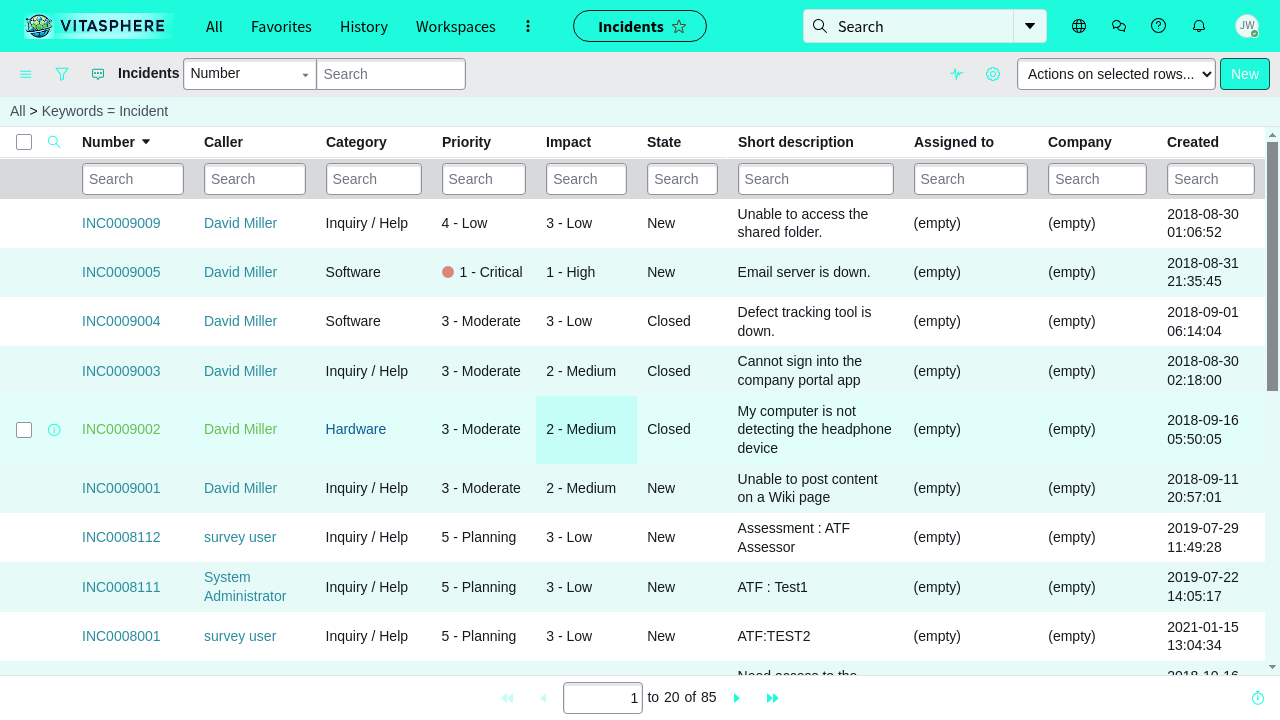 VITASPHERE All Favorites History Workspaces Incidents Search JW
Incidents Number Search Actions on selected rows... New
All > Keywords = Incident
Number Caller Category Priority Impact State Short description Assigned to Company Created
Search Search Search Search Search Search Search Search Search Search
INC0009009 David Miller Inquiry / Help 4 - Low 3 - Low New Unable to access the shared folder. (empty) (empty) 2018-08-30 01:06:52
INC0009005 David Miller Software 1 - Critical 1 - High New Email server is down. (empty) (empty) 2018-08-31 21:35:45
INC0009004 David Miller Software 3 - Moderate 3 - Low Closed Defect tracking tool is down. (empty) (empty) 2018-09-01 06:14:04
INC0009003 David Miller Inquiry / Help 3 - Moderate 2 - Medium Closed Cannot sign into the company portal app (empty) (empty) 2018-08-30 02:18:00
INC0009002 David Miller Hardware 3 - Moderate 2 - Medium Closed My computer is not detecting the headphone device (empty) (empty) 2018-09-16 05:50:05
INC0009001 David Miller Inquiry / Help 3 - Moderate 2 - Medium New Unable to post content on a Wiki page (empty) (empty) 2018-09-11 20:57:01
INC0008112 survey user Inquiry / Help 5 - Planning 3 - Low New Assessment : ATF Assessor (empty) (empty) 2019-07-29 11:49:28
INC0008111 System Administrator Inquiry / Help 5 - Planning 3 - Low New ATF : Test1 (empty) (empty) 2019-07-22 14:05:17
INC0008001 survey user Inquiry / Help 5 - Planning 3 - Low New ATF:TEST2 (empty) (empty) 2021-01-15 13:04:34
Need access to the 2018-10-16
1 to 20 of 85